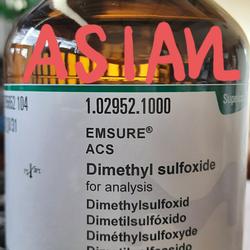 ASIAN
1.02952.1000
EMSURE®
ACS
Dimethyl sulfoxide
for analysis
Dimethylsulfoxid
Dimetilsulfóxido
Diméthylsulfoxyde